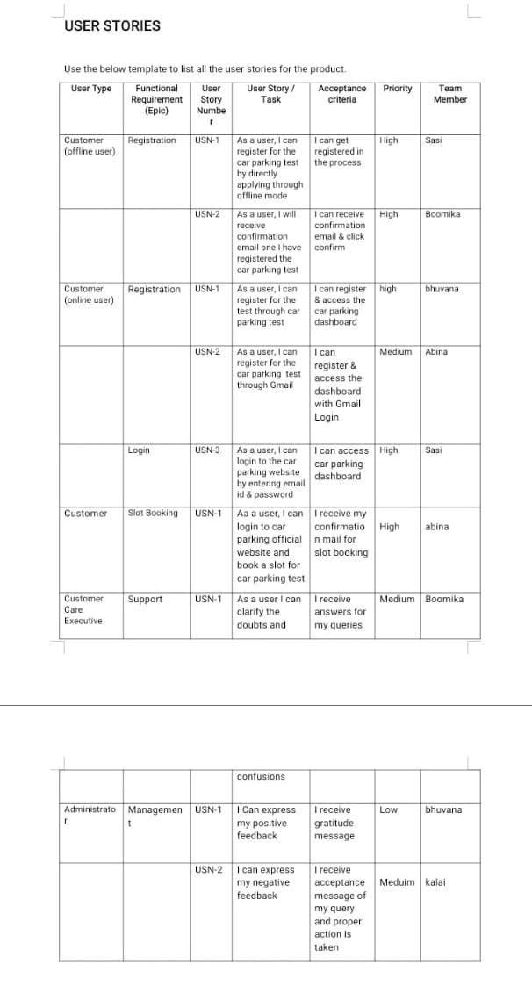 USER STORIES
Use the below template to list all the user stories for the product.
User Type
Functional
Requirement
(Epic)
User
Story
Numbe
r
User Story /
Task
Acceptance
criteria
Priority
Team
Member
Customer
(offline user)
Registration
USN-1
As a user, I can
register for the
car parking test
by directly
applying through
offline mode
I can get
registered in
the process
High
Sasi
USN-2
As a user, I will
receive
confirmation
email one I have
registered the
car parking test
I can receive
confirmation
email & click
confirm
High
Boomika
Customer
(online user)
Registration
USN-1
As a user, I can
register for the
test through car
parking test
I can register
& access the
car parking
dashboard
high
bhuvana
USN-2
As a user, I can
register for the
car parking test
through Gmail
I can
register &
access the
dashboard
with Gmail
Login
Medium
Abina
Login
USN-3
As a user, I can
login to the car
parking website
by entering email
id & password
I can access
car parking
dashboard
High
Sasi
Customer
Slot Booking
USN-1
Aa a user, I can
login to car
parking official
website and
book a slot for
car parking test
I receive my
confirmatio
n mail for
slot booking
High
abina
Customer
Care
Executive
Support
USN-1
As a user I can
clarify the
doubts and
I receive
answers for
my queries
Medium
Boomika
confusions
Administrato
r
Managemen
t
USN-1
I Can express
my positive
feedback
I receive
gratitude
message
Low
bhuvana
USN-2
I can express
my negative
feedback
I receive
acceptance
message of
my query
and proper
action is
taken
Meduim
kalai